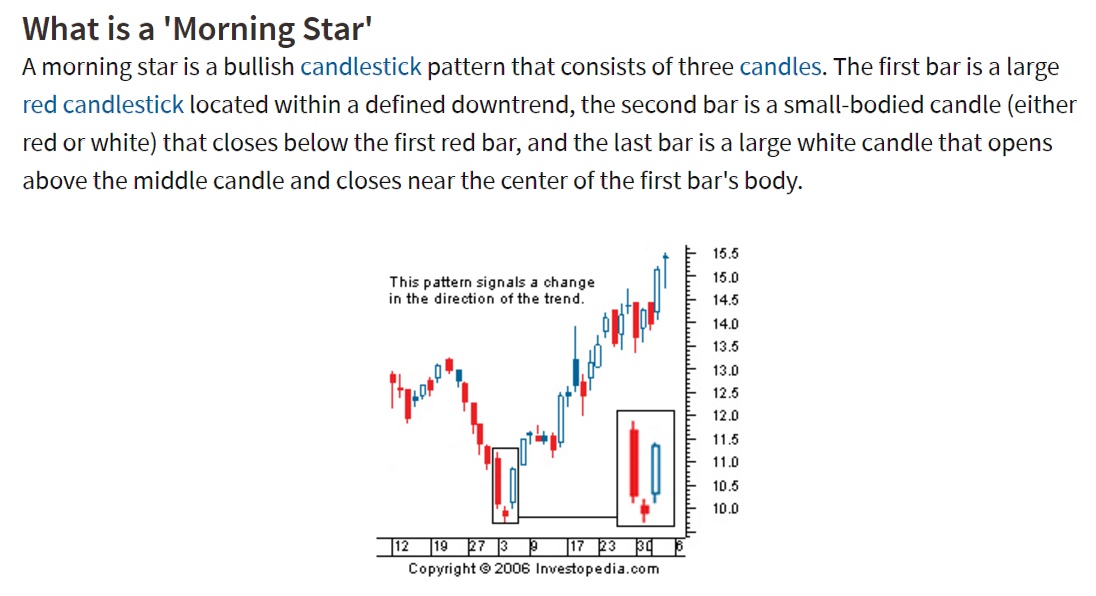 What is a 'Morning Star'
A morning star is a bullish candlestick pattern that consists of three candles. The first bar is a large
red candlestick located within a defined downtrend, the second bar is a small-bodied candle (either
red or white) that closes below the first red bar, and the last bar is a large white candle that opens
above the middle candle and closes near the center of the first bar's body.
This pattern signals a change
in the direction of the trend.
15.5
15.0
14.5
14.0
13.5
13.0
12.5
12.0
11.5
11.0
10.5
10.0
12 19 27 3 9 17 23 30 6
Copyright © 2006 Investopedia.com